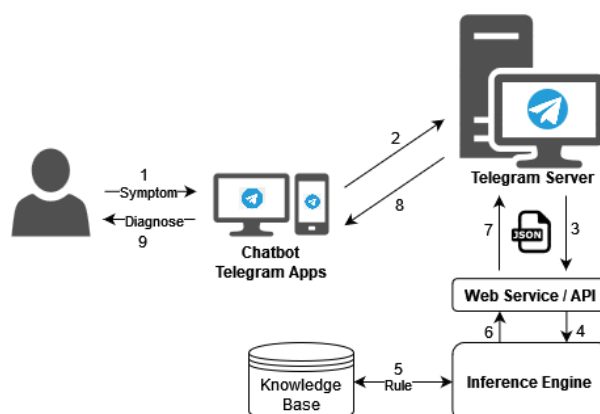 2
Telegram Server
1
Symptom
Diagnose
9
8
7
JSON
3
Chatbot
Telegram Apps
Web Service / API
6
4
5
Rule
Knowledge
Base
Inference Engine